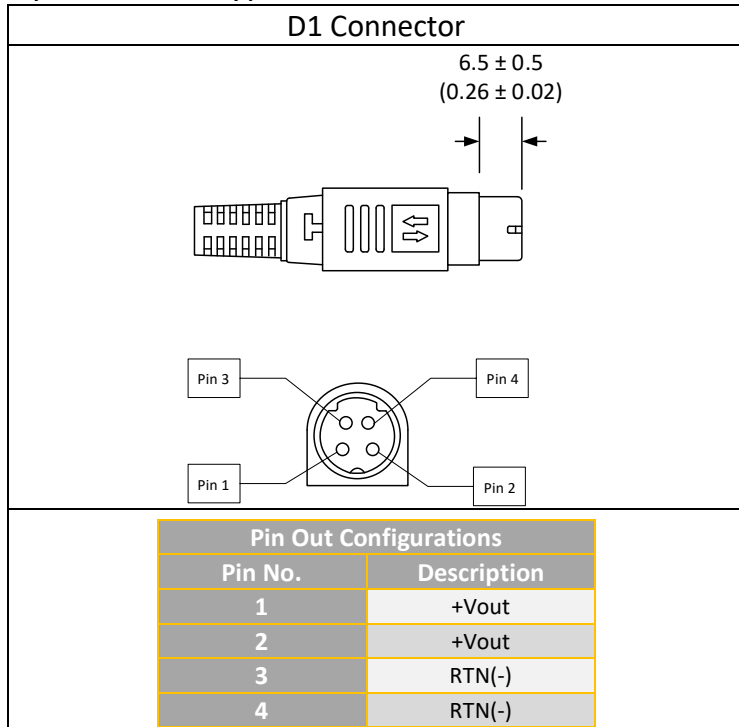 D1 Connector
6.5 ± 0.5
(0.26 ± 0.02)
Pin 3
Pin 4
Pin 1
Pin 2
Pin Out Configurations
Pin No. Description
1 +Vout
2 +Vout
3 RTN(-)
4 RTN(-)